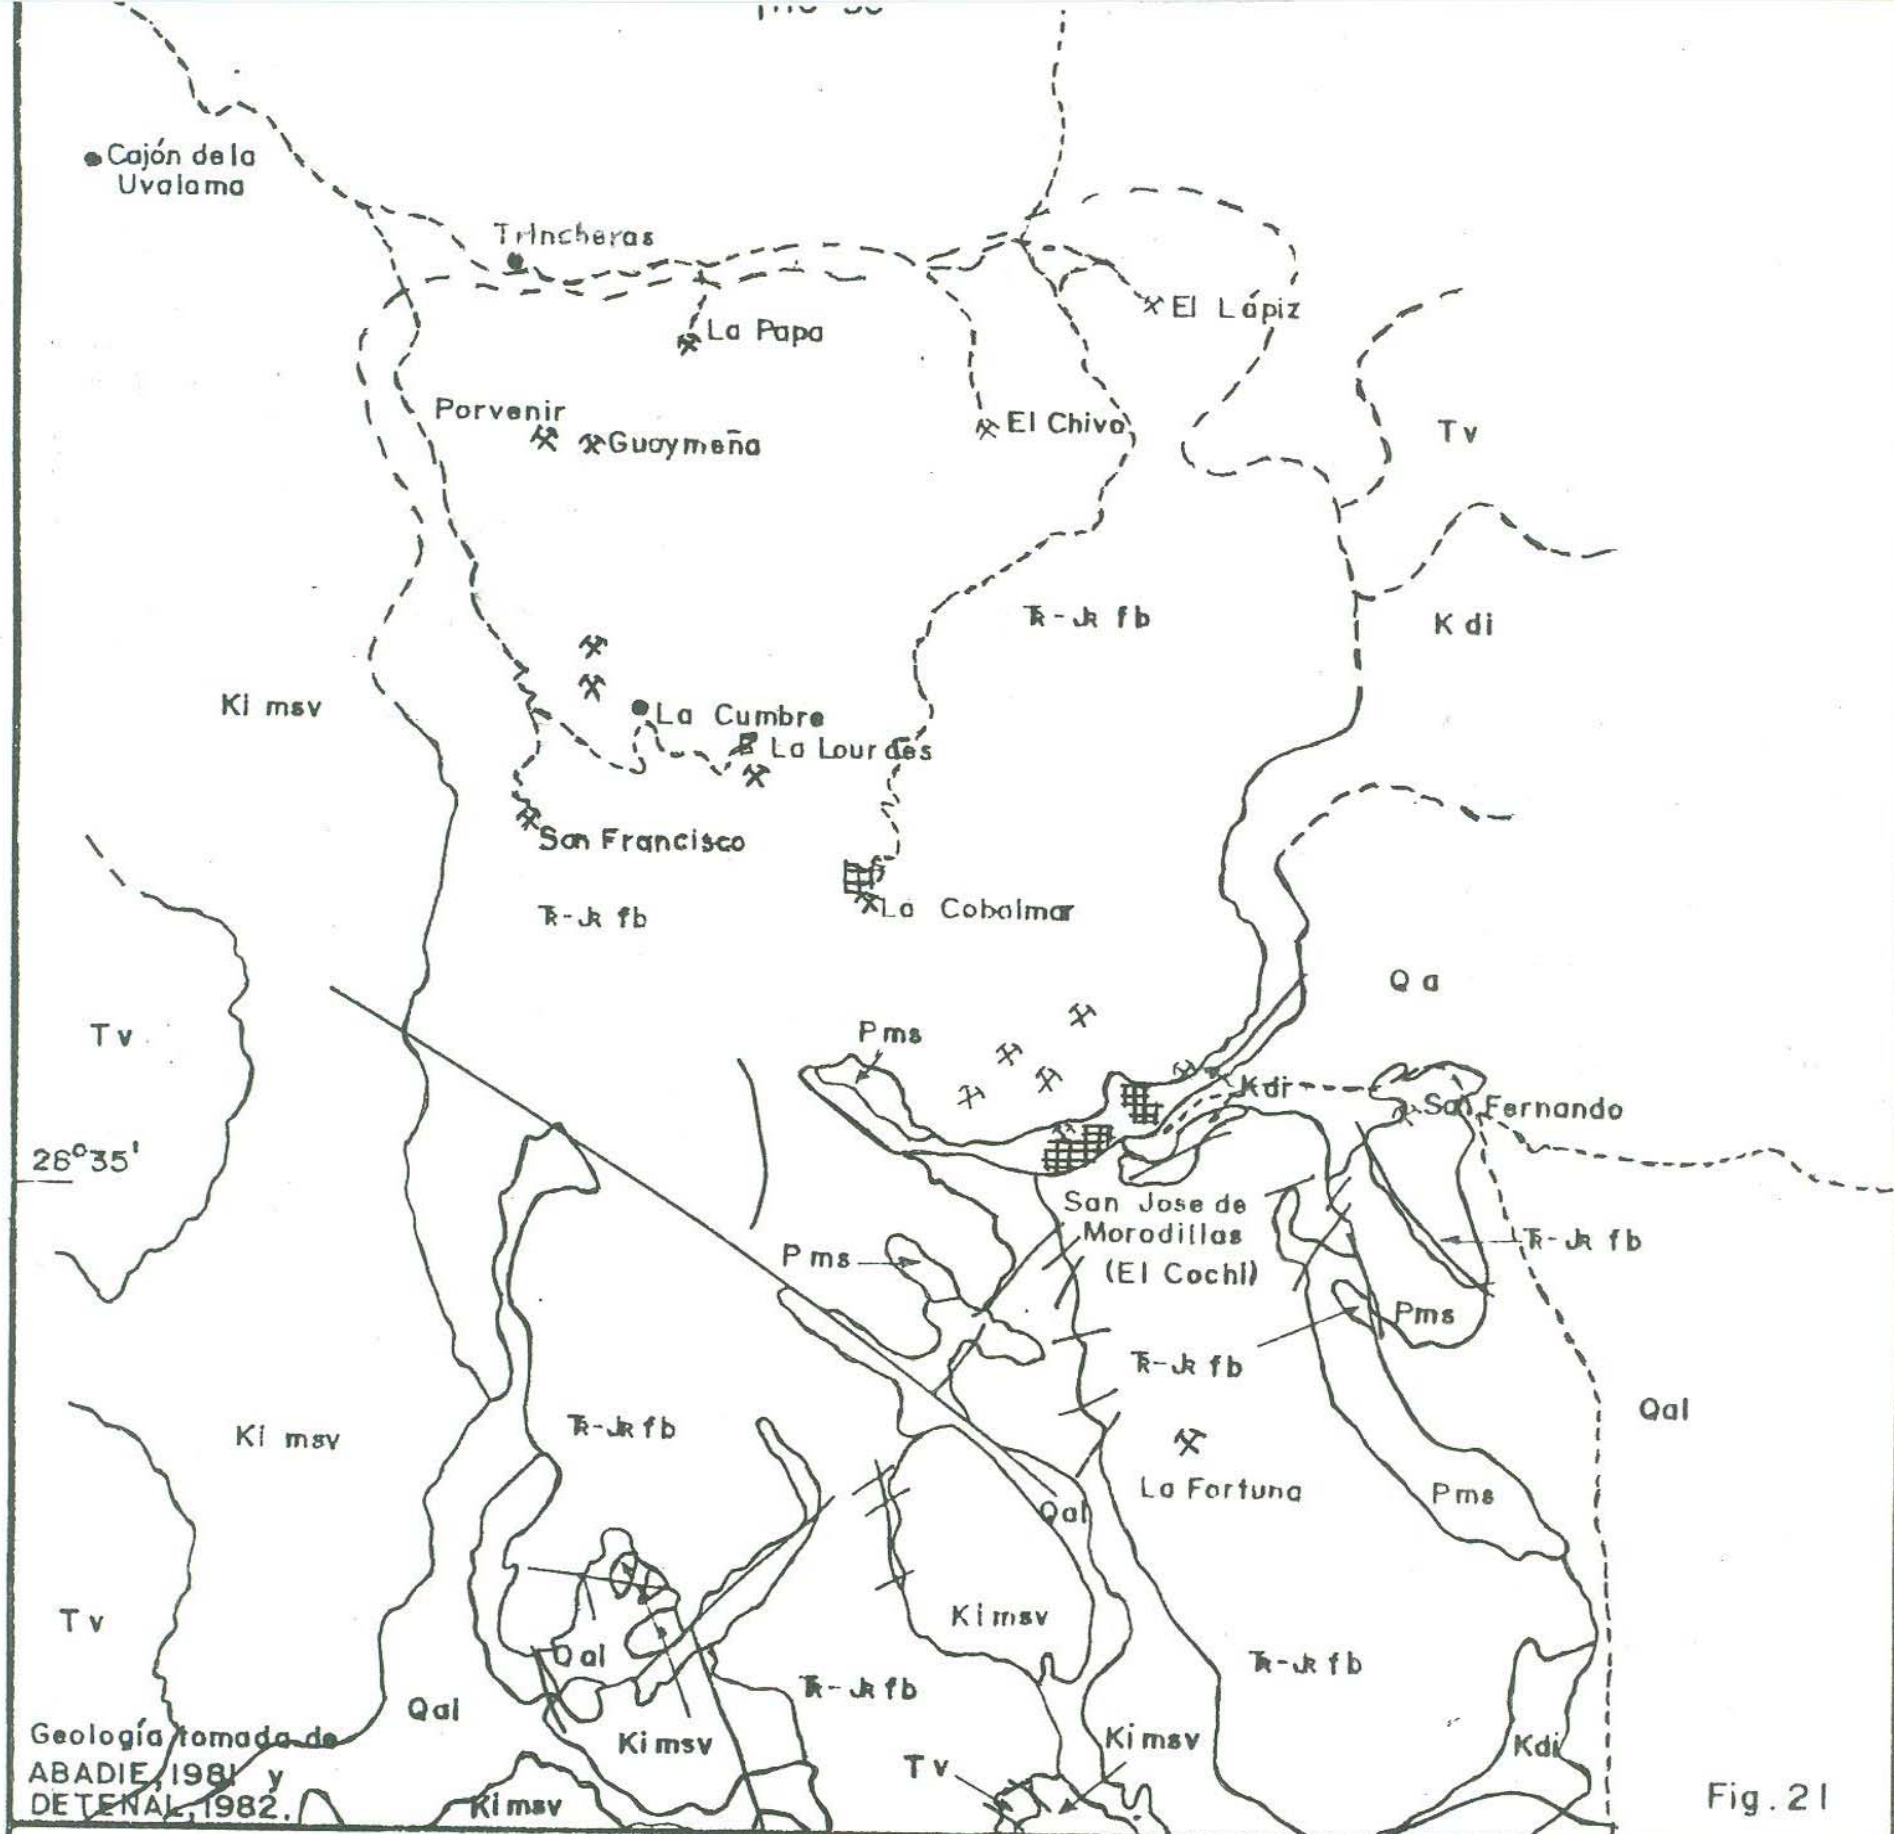 Cajón de la
Uvalama
Trincheras
El Lápiz
La Papa
Porvenir
Guaymeña
El Chivo
Tv
TR-JR fb
K di
Ki msv
La Cumbre
La Lourdes
San Francisco
La Cobalmar
TR-JR fb
Qa
Tv
Pms
Kdi
San Fernando
28°35'
San Jose de
Morodillas
(El Cochi)
TR-JR fb
Pms
Pms
TR-JR fb
Qal
Ki msv
TR-JR fb
La Fortuna
Pms
Qal
Tv
Ki msv
Qal
TR-JR fb
TR-JR fb
Qal
Ki msv
Ki msv
Kdi
Tv
Geología tomada de
ABADIE, 1981 y
DETENAL, 1982.
Ki msv
Fig. 21